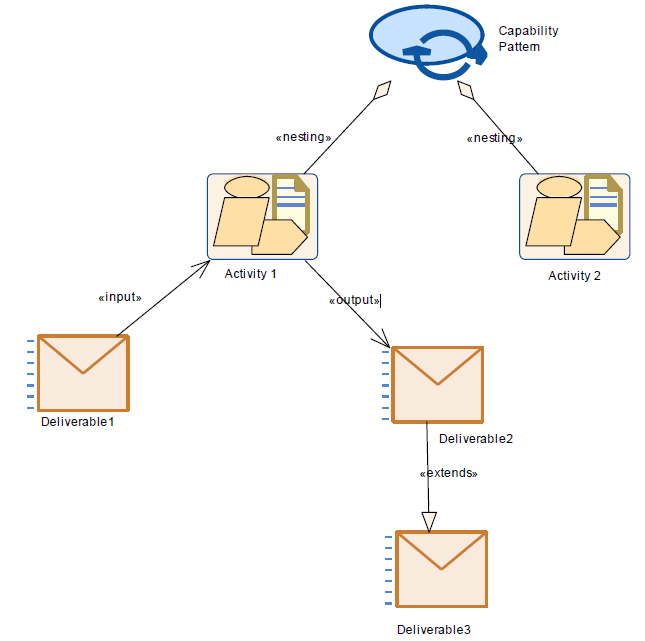 Capability
Pattern
«nesting»
«nesting»
Activity 1
Activity 2
«input»
«output»
Deliverable1
Deliverable2
«extends»
Deliverable3